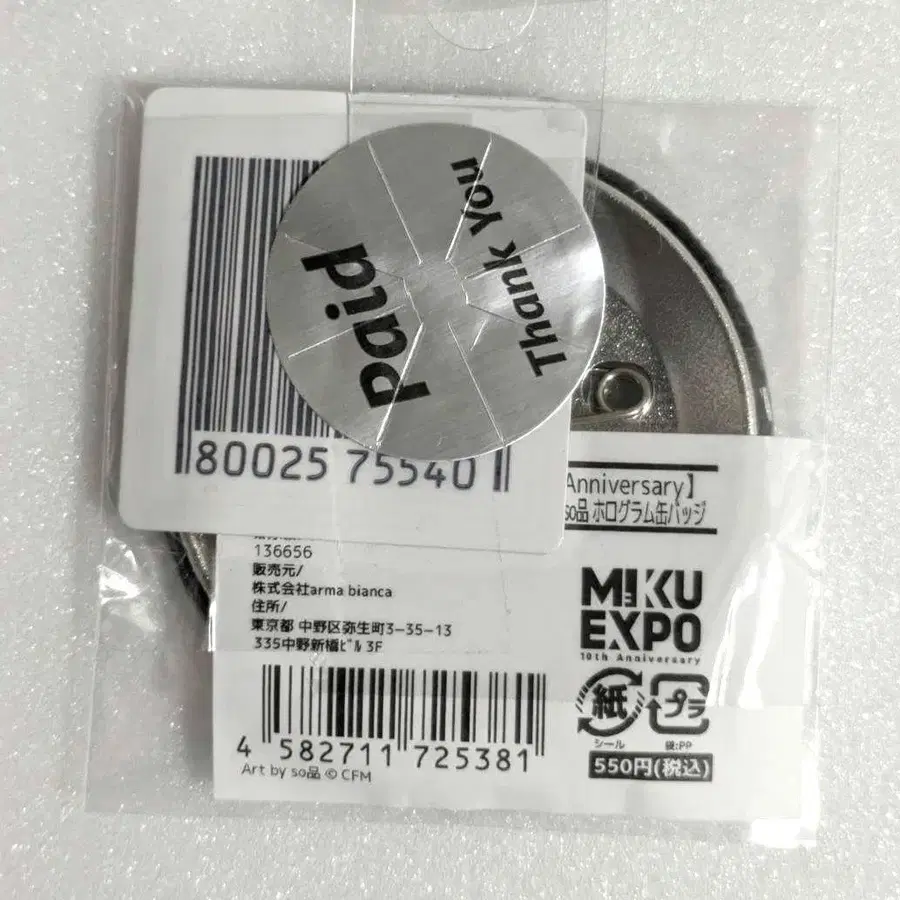 Paid
Thank You
80025 75540
Anniversary】
so品 ホログラム缶バッジ
136656
販売元/
株式会社arma bianca
住所/
東京都 中野区弥生町3-35-13
335中野新橋ﾋﾞﾙ 3F
MIKU
EXPO
10th Anniversary
紙
プラ
シール
袋:PP
4 582711 725381
550円(税込)
Art by so品 © CFM